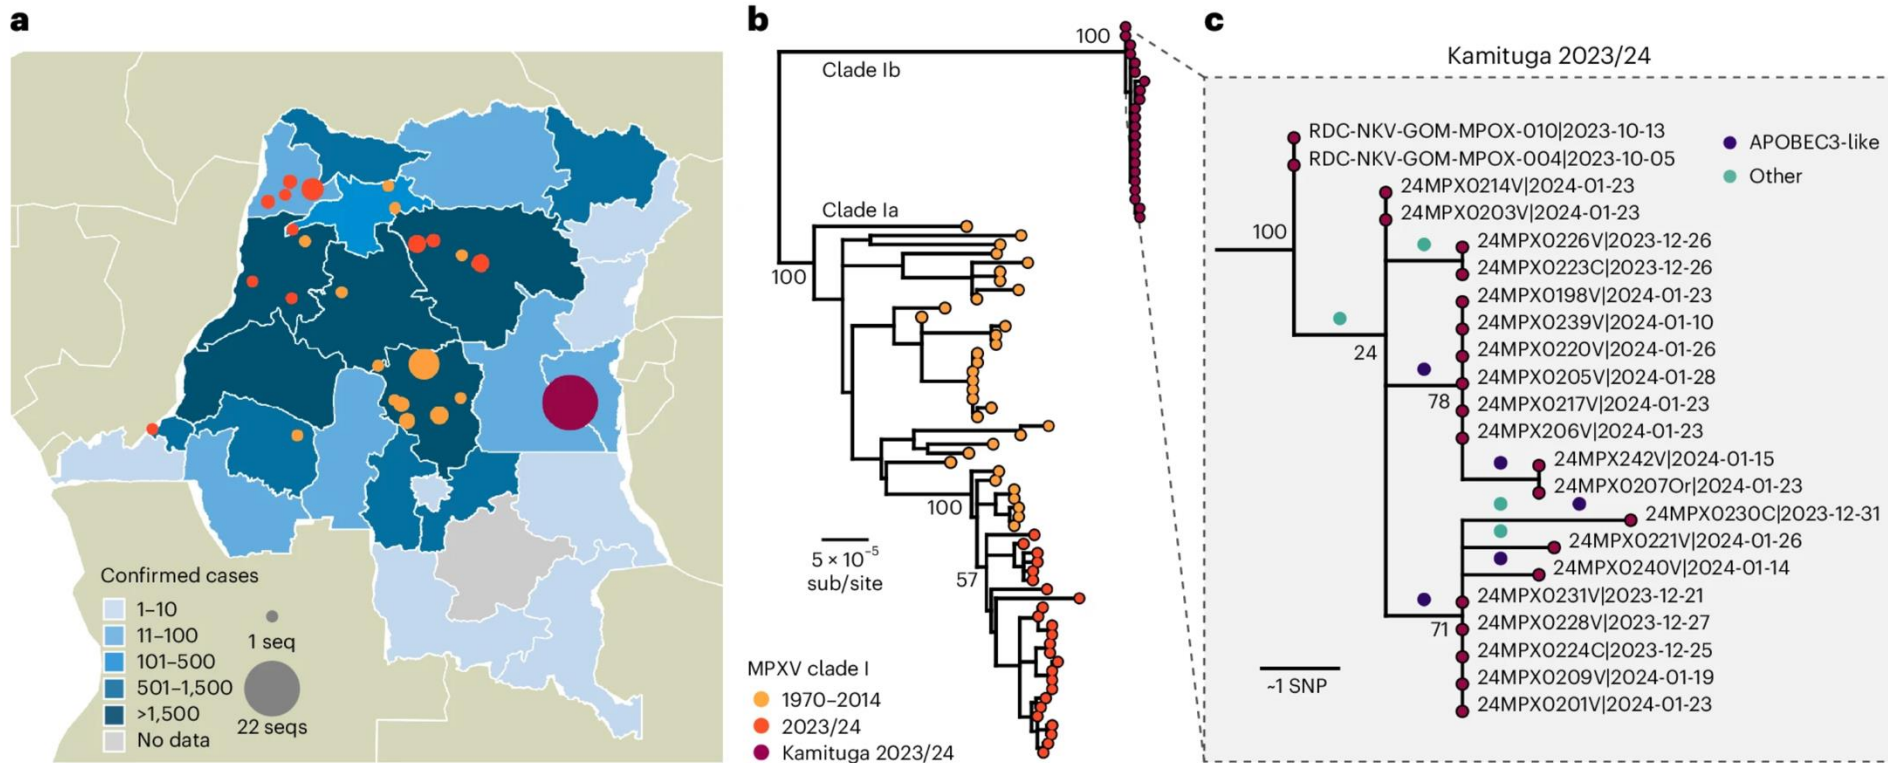 a
Confirmed cases
1–10
11–100
101–500
501–1,500
>1,500
No data
1 seq
22 seqs
b
100
Clade Ib
Clade Ia
100
100
57
5 × 10⁻⁵
sub/site
MPXV clade I
1970–2014
2023/24
Kamituga 2023/24
c
Kamituga 2023/24
RDC-NKV-GOM-MPOX-010|2023-10-13
RDC-NKV-GOM-MPOX-004|2023-10-05
APOBEC3-like
Other
24MPX0214V|2024-01-23
24MPX0203V|2024-01-23
100
24MPX0226V|2023-12-26
24MPX0223C|2023-12-26
24MPX0198V|2024-01-23
24MPX0239V|2024-01-10
24
24MPX0220V|2024-01-26
24MPX0205V|2024-01-28
78
24MPX0217V|2024-01-23
24MPX206V|2024-01-23
24MPX242V|2024-01-15
24MPX0207Or|2024-01-23
24MPX0230C|2023-12-31
24MPX0221V|2024-01-26
24MPX0240V|2024-01-14
24MPX0231V|2023-12-21
71
24MPX0228V|2023-12-27
24MPX0224C|2023-12-25
24MPX0209V|2024-01-19
24MPX0201V|2024-01-23
~1 SNP